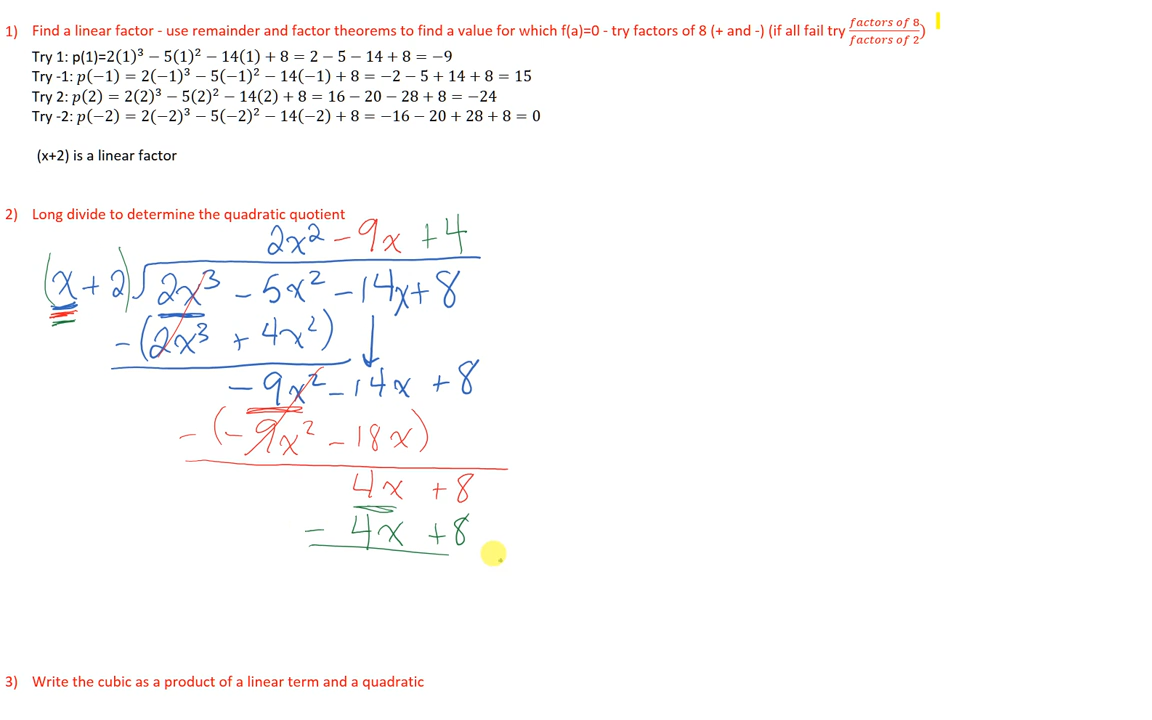 1) Find a linear factor - use remainder and factor theorems to find a value for which f(a)=0 - try factors of 8 (+ and -) (if all fail try factors of 8/factors of 2)
Try 1: p(1)=2(1)³ − 5(1)² − 14(1) + 8 = 2 − 5 − 14 + 8 = −9
Try -1: p(−1) = 2(−1)³ − 5(−1)² − 14(−1) + 8 = −2 − 5 + 14 + 8 = 15
Try 2: p(2) = 2(2)³ − 5(2)² − 14(2) + 8 = 16 − 20 − 28 + 8 = −24
Try -2: p(−2) = 2(−2)³ − 5(−2)² − 14(−2) + 8 = −16 − 20 + 28 + 8 = 0
(x+2) is a linear factor
2) Long divide to determine the quadratic quotient
2x² − 9x + 4
(x + 2) 2x³ − 5x² − 14x + 8
− (2x³ + 4x²)
− 9x² − 14x + 8
− (− 9x² − 18x)
4x + 8
− 4x + 8
3) Write the cubic as a product of a linear term and a quadratic